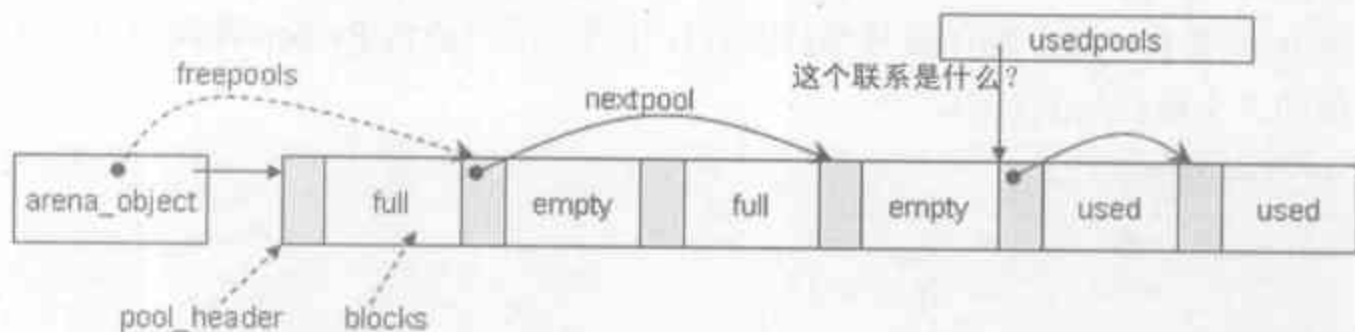 usedpools
freepools
这个联系是什么？
nextpool
arena_object
full
empty
full
empty
used
used
pool_header
blocks